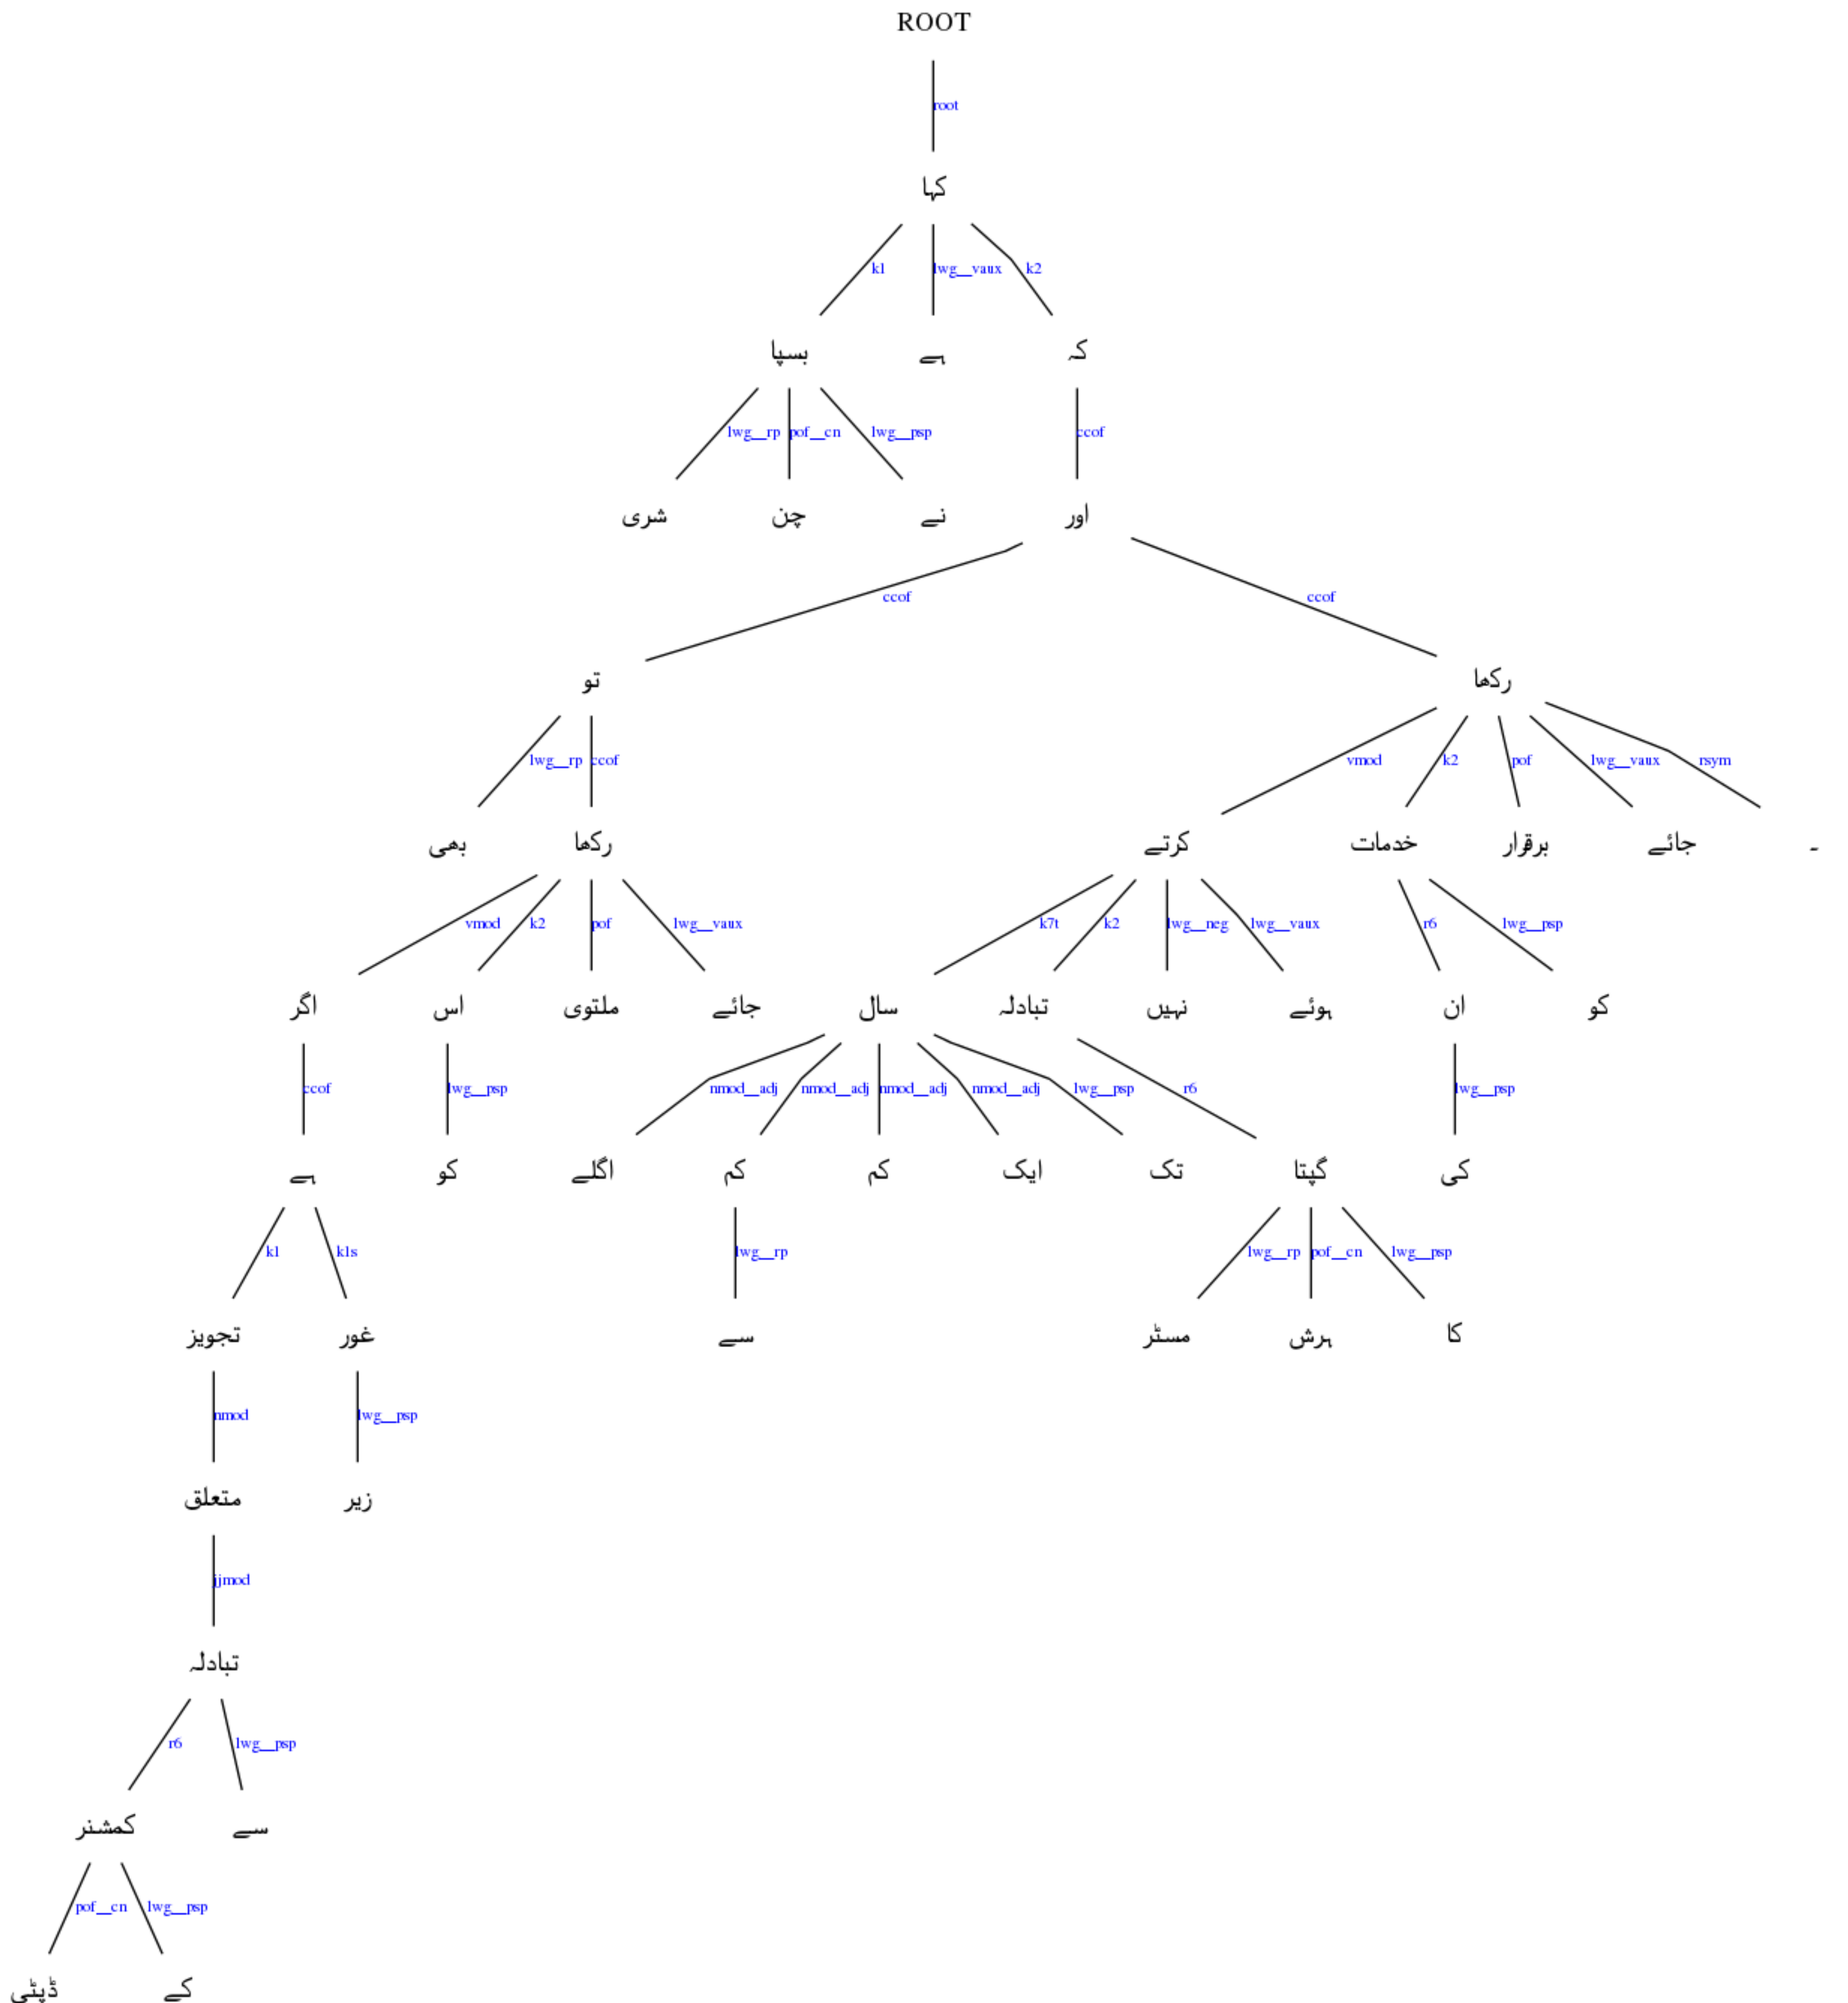 ROOT
root
کہا
k1 lwg__vaux k2
بسپا ہے کہ
lwg__rp pof__cn lwg__psp ccof
شری چن نے اور
ccof ccof
تو رکھا
lwg__rp ccof vmod k2 pof lwg__vaux rsym
بھی رکھا کرتے خدمات برقرار جائے ۔
vmod k2 pof lwg__vaux k7t k2 lwg__neg lwg__vaux r6 lwg__psp
اگر اس ملتوی جائے سال تبادلہ نہیں ہوئے ان کو
ccof lwg__psp nmod__adj nmod__adj nmod__adj nmod__adj lwg__psp r6 lwg__psp
ہے کو اگلے کم کم ایک تک گپتا کی
k1 k1s lwg__rp lwg__rp pof__cn lwg__psp
تجویز غور سے مسٹر ہرش کا
nmod lwg__psp
متعلق زیر
jjmod
تبادلہ
r6 lwg__psp
کمشنر سے
pof__cn lwg__psp
ڈپٹی کے